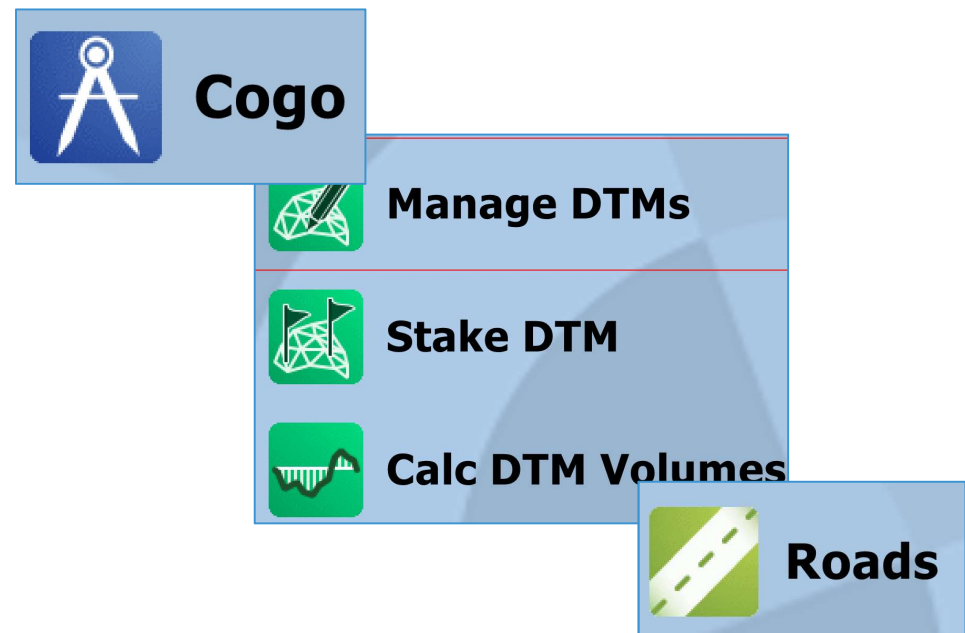 Cogo
Manage DTMs
Stake DTM
Calc DTM Volumes
Roads